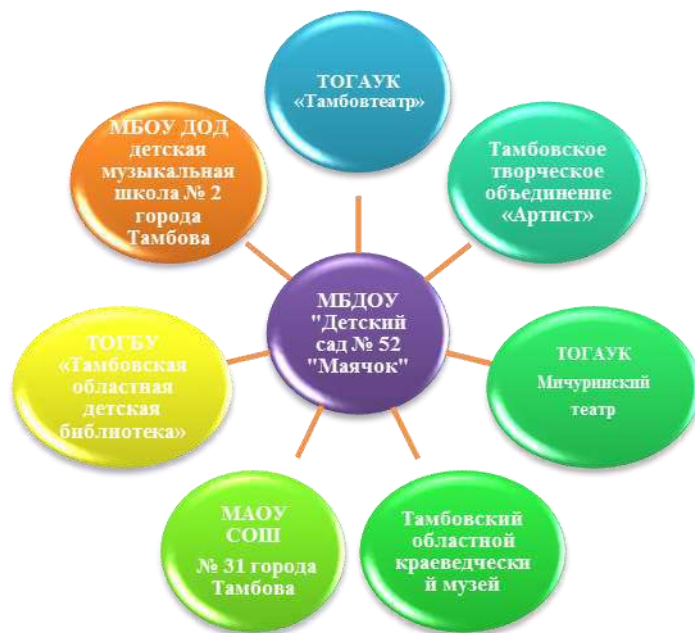 ТОГАУК
«Тамбовтеатр»
МБОУ ДОД
детская
музыкальная
школа № 2
города
Тамбова
Тамбовское
творческое
объединение
«Артист»
МБДОУ
"Детский
сад № 52
"Маячок"
ТОГБУ
«Тамбовская
областная
детская
библиотека»
ТОГАУК
Мичуринский
театр
МАОУ
СОШ
№ 31 города
Тамбова
Тамбовский
областной
краеведчески
й музей